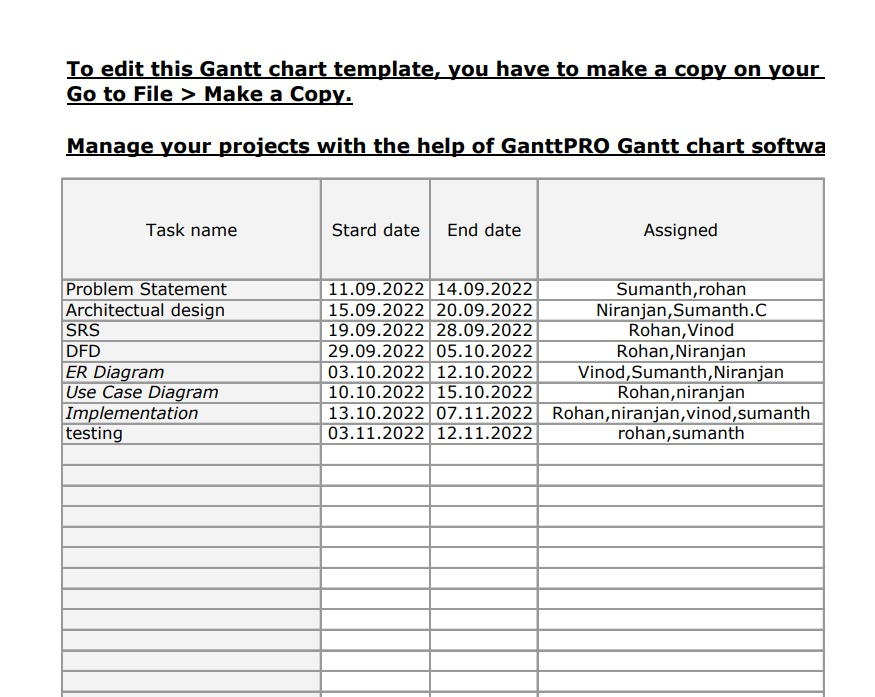 To edit this Gantt chart template, you have to make a copy on your
Go to File > Make a Copy.
Manage your projects with the help of GanttPRO Gantt chart softwa
Task name Stard date End date Assigned
Problem Statement 11.09.2022 14.09.2022 Sumanth,rohan
Architectual design 15.09.2022 20.09.2022 Niranjan,Sumanth.C
SRS 19.09.2022 28.09.2022 Rohan,Vinod
DFD 29.09.2022 05.10.2022 Rohan,Niranjan
ER Diagram 03.10.2022 12.10.2022 Vinod,Sumanth,Niranjan
Use Case Diagram 10.10.2022 15.10.2022 Rohan,niranjan
Implementation 13.10.2022 07.11.2022 Rohan,niranjan,vinod,sumanth
testing 03.11.2022 12.11.2022 rohan,sumanth